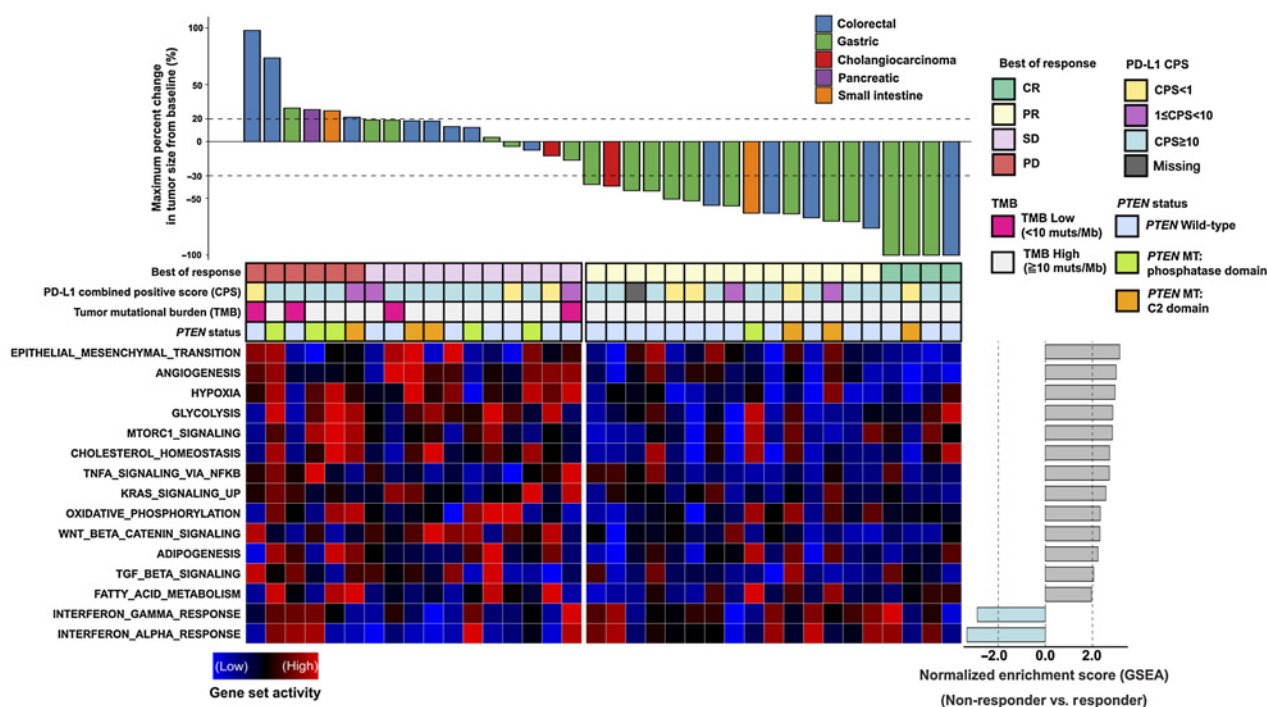 Maximum percent change
in tumor size from baseline (%)
100
50
20
0
−30
−50
−100
Colorectal
Gastric
Cholangiocarcinoma
Pancreatic
Small intestine
Best of response
CR
PR
SD
PD
PD-L1 CPS
CPS<1
1≤CPS<10
CPS≥10
Missing
TMB
TMB Low
(<10 muts/Mb)
TMB High
(≧10 muts/Mb)
PTEN status
PTEN Wild-type
PTEN MT:
phosphatase domain
PTEN MT:
C2 domain
Best of response
PD-L1 combined positive score (CPS)
Tumor mutational burden (TMB)
PTEN status
EPITHELIAL_MESENCHYMAL_TRANSITION
ANGIOGENESIS
HYPOXIA
GLYCOLYSIS
MTORC1_SIGNALING
CHOLESTEROL_HOMEOSTASIS
TNFA_SIGNALING_VIA_NFKB
KRAS_SIGNALING_UP
OXIDATIVE_PHOSPHORYLATION
WNT_BETA_CATENIN_SIGNALING
ADIPOGENESIS
TGF_BETA_SIGNALING
FATTY_ACID_METABOLISM
INTERFERON_GAMMA_RESPONSE
INTERFERON_ALPHA_RESPONSE
(Low) (High)
Gene set activity
−2.0 0.0 2.0
Normalized enrichment score (GSEA)
(Non-responder vs. responder)